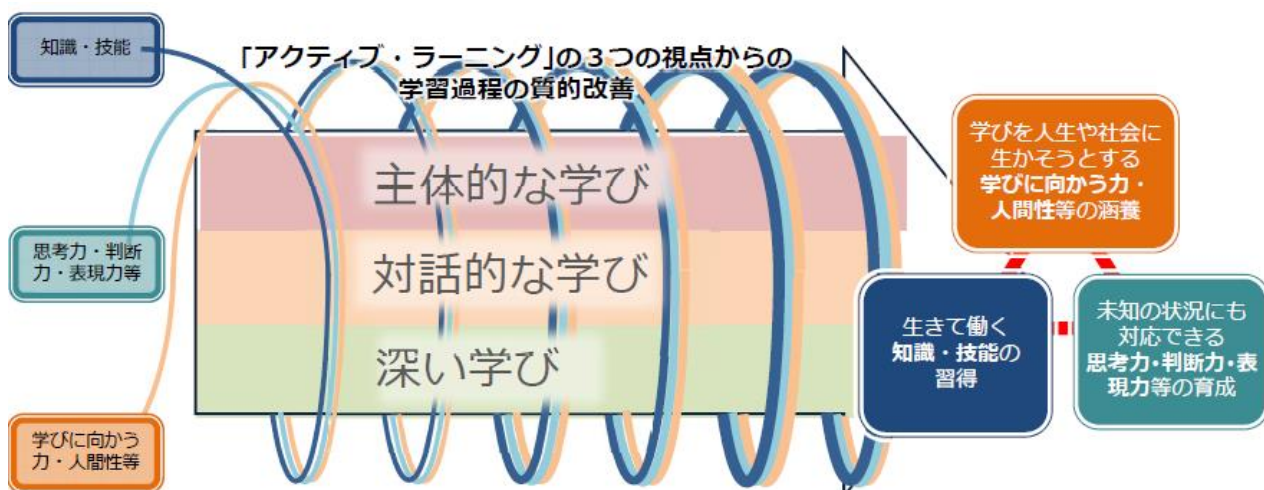 知識・技能
思考力・判断
力・表現力等
学びに向かう
力・人間性等
「アクティブ・ラーニング」の３つの視点からの
学習過程の質的改善
主体的な学び
対話的な学び
深い学び
学びを人生や社会に
生かそうとする
学びに向かう力・
人間性等の涵養
生きて働く
知識・技能の
習得
未知の状況にも
対応できる
思考力・判断力・表
現力等の育成